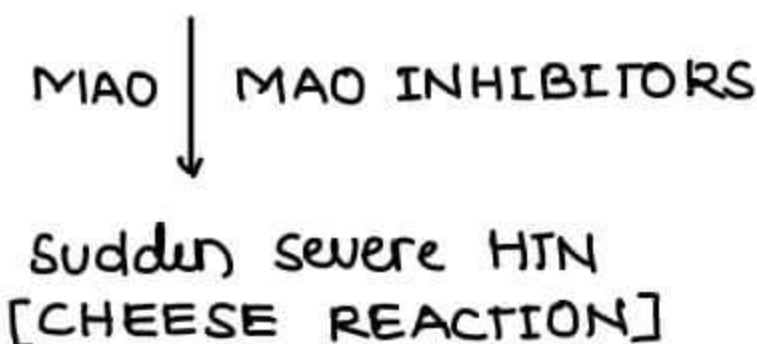 MAO MAO INHIBITORS
Sudden severe HTN
[CHEESE REACTION]